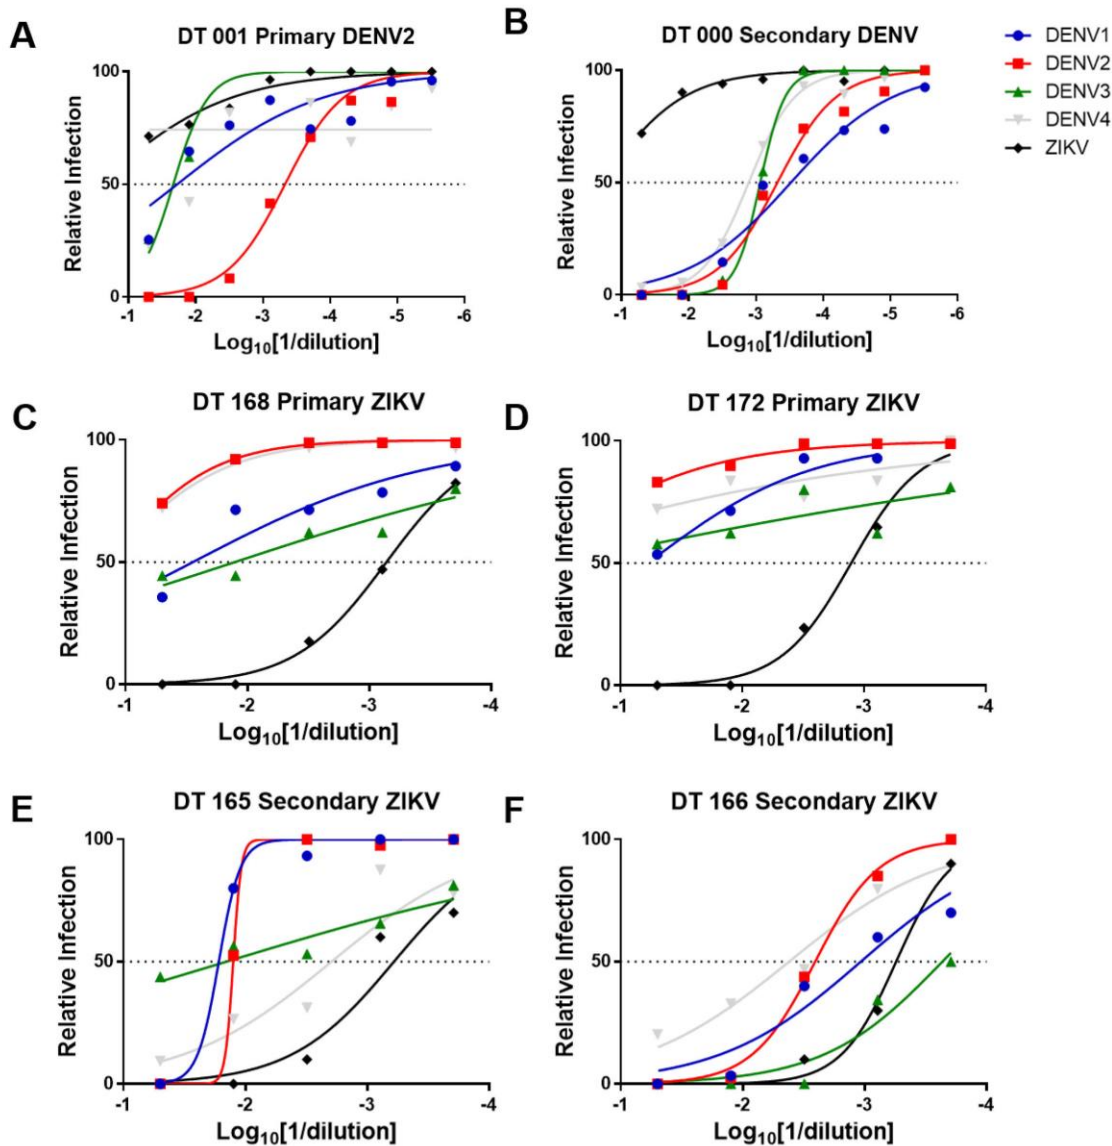 A
DT 001 Primary DENV2
Relative Infection
100
50
0
-1 -2 -3 -4 -5 -6
Log10[1/dilution]
B
DT 000 Secondary DENV
Relative Infection
100
50
0
-1 -2 -3 -4 -5 -6
Log10[1/dilution]
DENV1
DENV2
DENV3
DENV4
ZIKV
C
DT 168 Primary ZIKV
Relative Infection
100
50
0
-1 -2 -3 -4
Log10[1/dilution]
D
DT 172 Primary ZIKV
Relative Infection
100
50
0
-2 -3 -4
Log10[1/dilution]
E
DT 165 Secondary ZIKV
Relative Infection
100
50
0
-1 -2 -3 -4
Log10[1/dilution]
F
DT 166 Secondary ZIKV
Relative Infection
100
50
0
-1 -2 -3 -4
Log10[1/dilution]